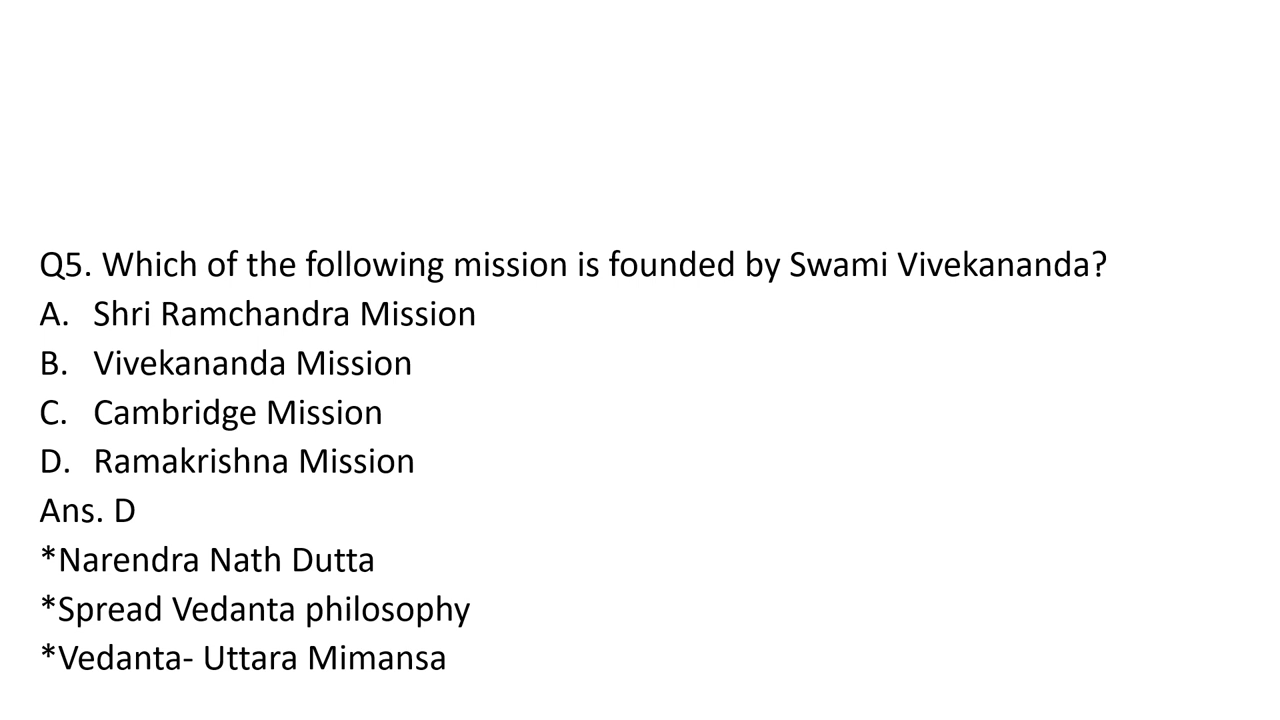 Q5. Which of the following mission is founded by Swami Vivekananda?
A. Shri Ramchandra Mission
B. Vivekananda Mission
C. Cambridge Mission
D. Ramakrishna Mission
Ans. D
*Narendra Nath Dutta
*Spread Vedanta philosophy
*Vedanta- Uttara Mimansa